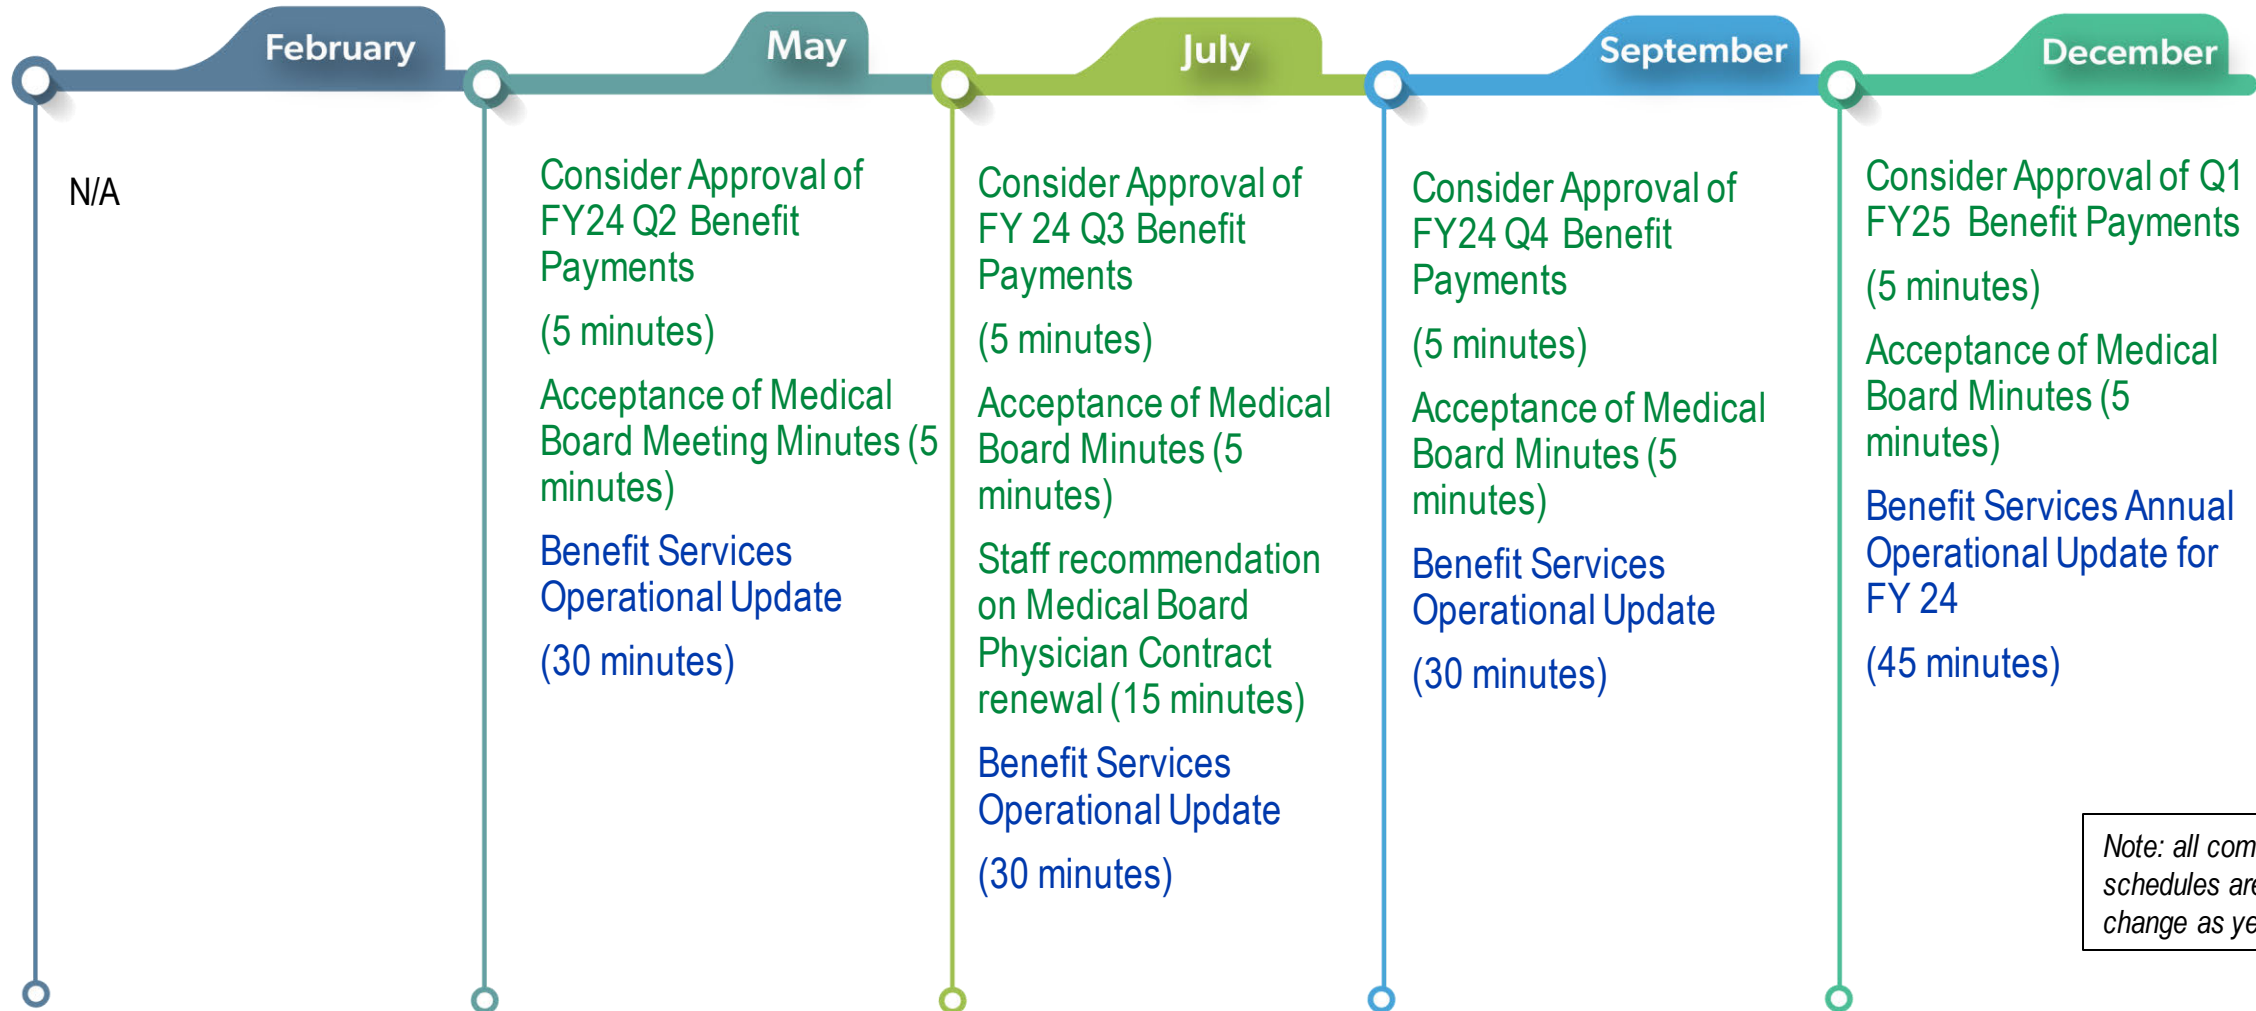 February
May
July
September
December
N/A
Consider Approval of
FY24 Q2 Benefit
Payments
(5 minutes)
Acceptance of Medical
Board Meeting Minutes (5
minutes)
Benefit Services
Operational Update
(30 minutes)
Consider Approval of
FY 24 Q3 Benefit
Payments
(5 minutes)
Acceptance of Medical
Board Minutes (5
minutes)
Staff recommendation
on Medical Board
Physician Contract
renewal (15 minutes)
Benefit Services
Operational Update
(30 minutes)
Consider Approval of
FY24 Q4 Benefit
Payments
(5 minutes)
Acceptance of Medical
Board Minutes (5
minutes)
Benefit Services
Operational Update
(30 minutes)
Consider Approval of Q1
FY25 Benefit Payments
(5 minutes)
Acceptance of Medical
Board Minutes (5
minutes)
Benefit Services Annual
Operational Update for
FY 24
(45 minutes)
Note: all
schedules are
change as